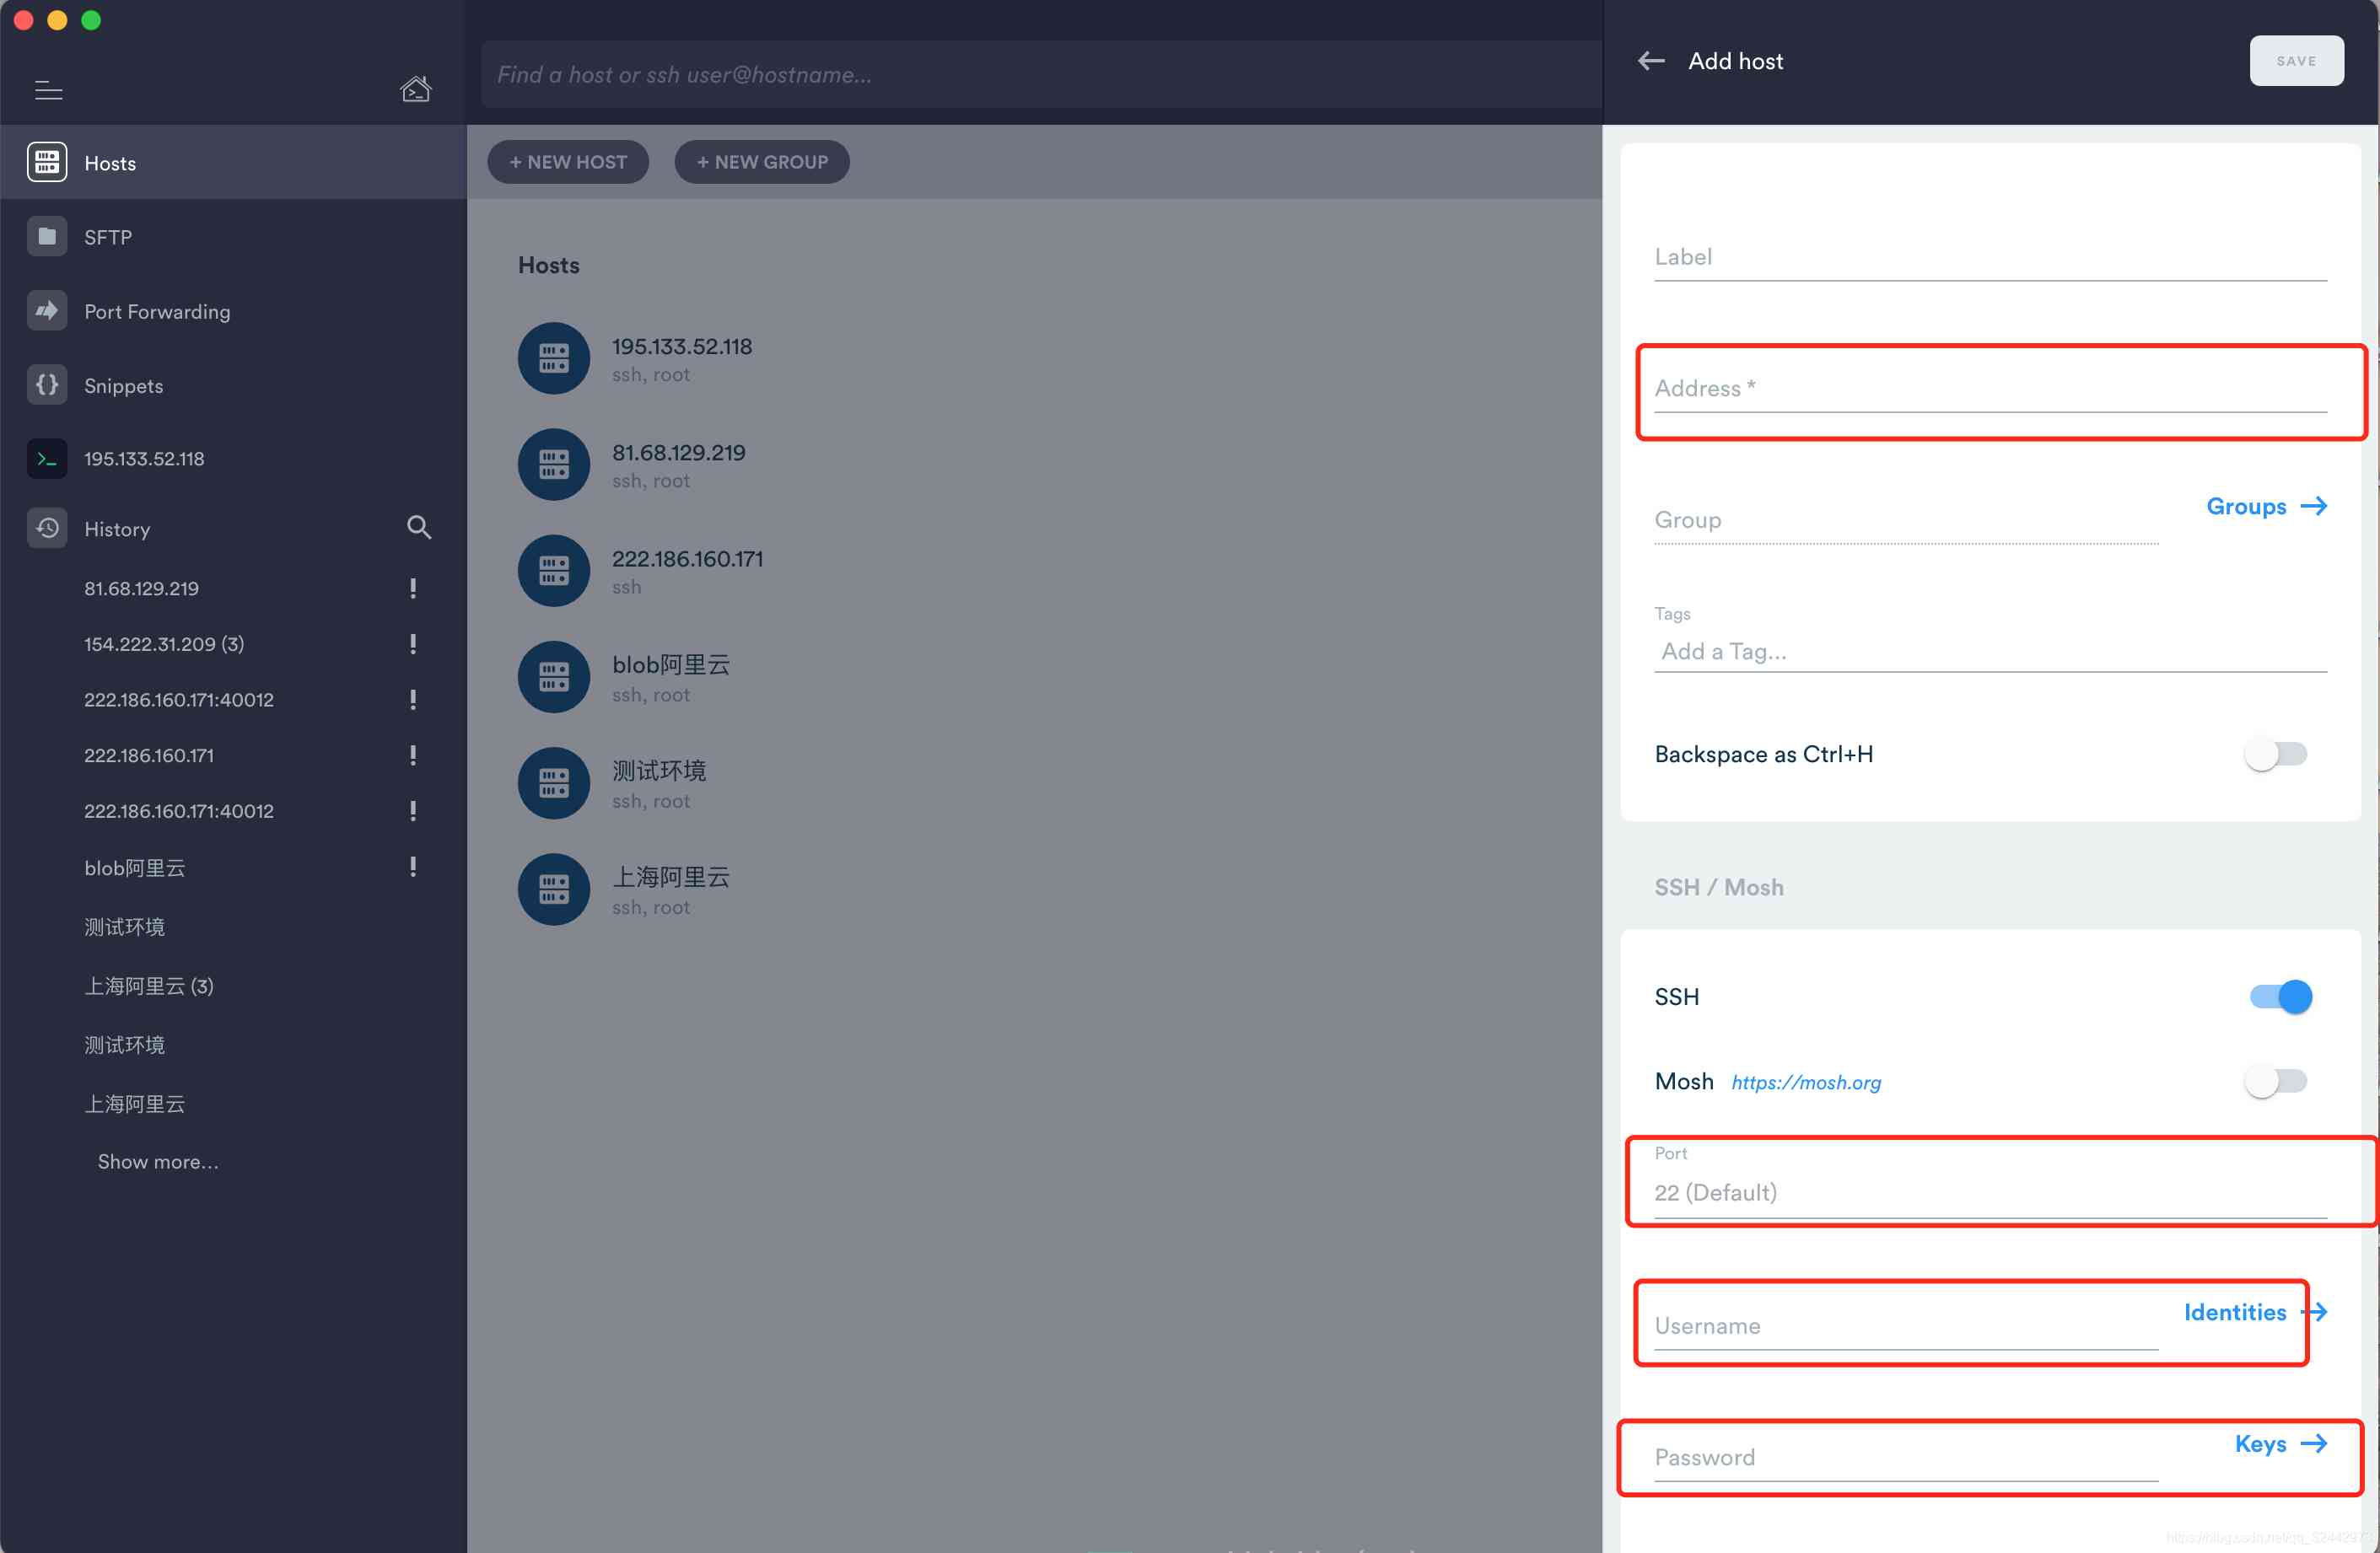 Find a host or ssh user@hostname...
Add host
SAVE
Hosts
SFTP
Port Forwarding
Snippets
195.133.52.118
History
81.68.129.219
154.222.31.209 (3)
222.186.160.171:40012
222.186.160.171
222.186.160.171:40012
blob阿里云
测试环境
上海阿里云 (3)
测试环境
上海阿里云
Show more...
+ NEW HOST
+ NEW GROUP
Hosts
195.133.52.118
ssh, root
81.68.129.219
ssh, root
222.186.160.171
ssh
blob阿里云
ssh, root
测试环境
ssh, root
上海阿里云
ssh, root
Label
Address *
Group
Groups →
Tags
Add a Tag...
Backspace as Ctrl+H
SSH / Mosh
SSH
Mosh https://mosh.org
Port
22 (Default)
Username
Identities →
Password
Keys →